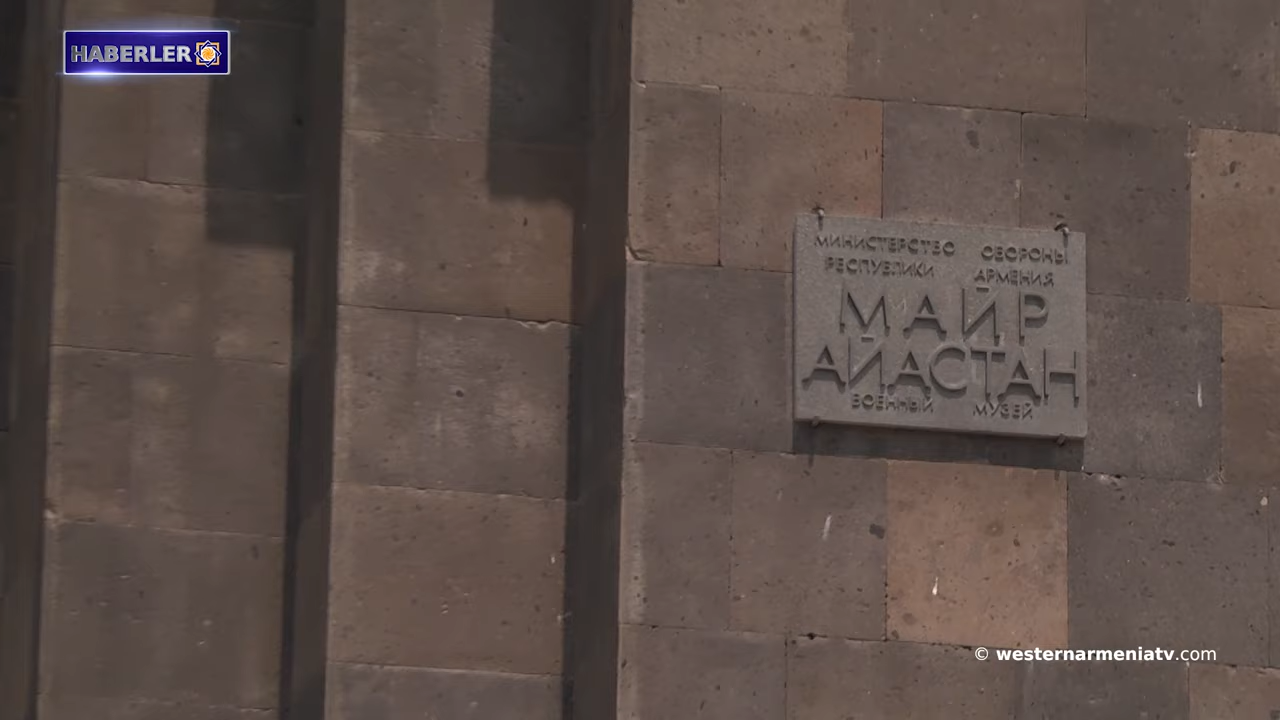 HABERLER
МИНИСТЕРСТВО ОБОРОНЫ
РЕСПУБЛИКИ АРМЕНИЯ
МАЙР
АЙАСТАН
ВОЕННЫЙ МУЗЕЙ
© westernarmeniatv.com